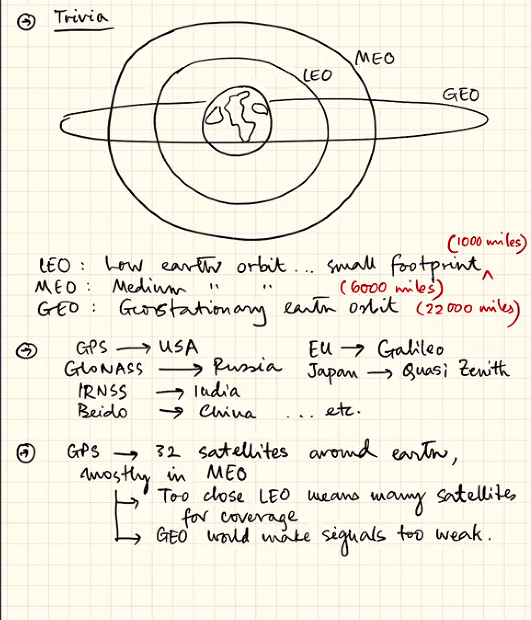 → Trivia
MEO
LEO
GEO
(1000 miles)
LEO : Low earth orbit ... small footprint ^
MEO : Medium " " (6000 miles)
GEO : Geostationary earth orbit (22000 miles)
→ GPS → USA EU → Galileo
GLONASS → Russia Japan → Quasi Zenith
IRNSS → India
Beido → China ... etc.
→ GPS → 32 satellites around earth,
mostly in MEO
→ Too close LEO means many satellites
for coverage
→ GEO would make signals too weak.